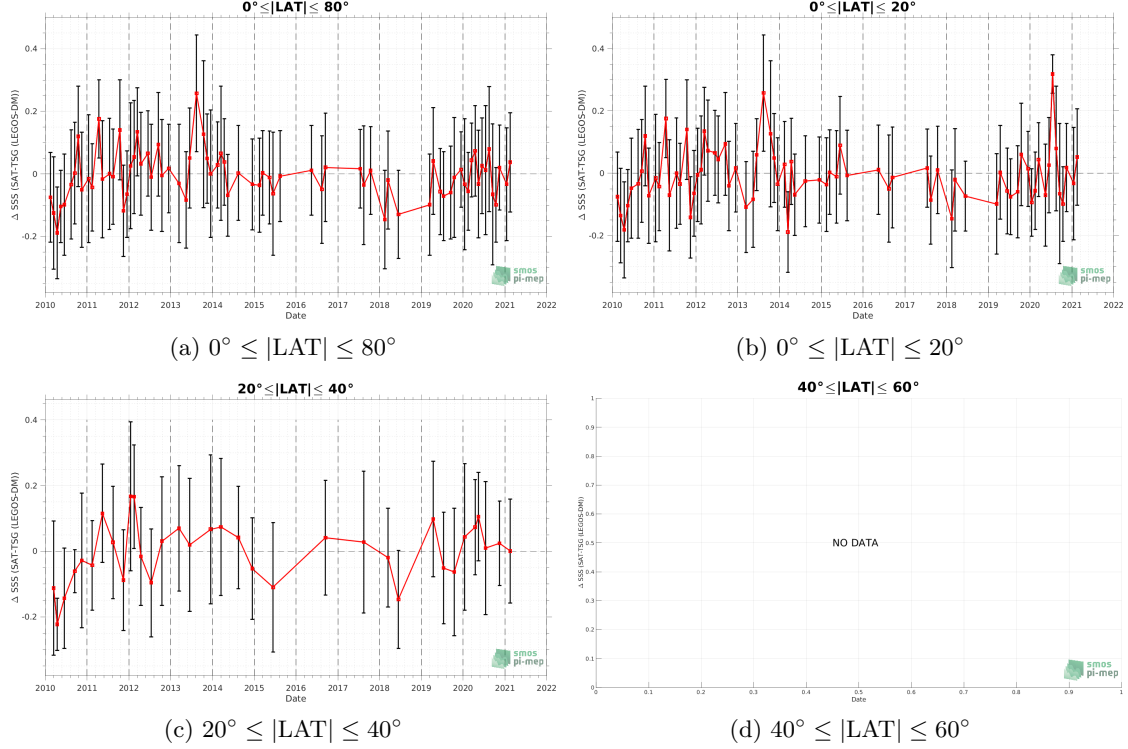 0°≤|LAT|≤ 80°
Δ SSS (SAT-TSG (LEGOS-DM))
0.4
0.2
0
-0.2
2010 2011 2012 2013 2014 2015 2016 2017 2018 2019 2020 2021 2022
Date
smos
pi-mep
(a) 0° ≤ |LAT| ≤ 80°
0°≤|LAT|≤ 20°
Δ SSS (SAT-TSG (LEGOS-DM))
0.4
0.2
0
-0.2
2010 2011 2012 2013 2014 2015 2016 2017 2018 2019 2020 2021 2022
Date
smos
pi-mep
(b) 0° ≤ |LAT| ≤ 20°
20°≤|LAT|≤ 40°
Δ SSS (SAT-TSG (LEGOS-DM))
0.4
0.2
0
-0.2
2010 2011 2012 2013 2014 2015 2016 2017 2018 2019 2020 2021 2022
Date
smos
pi-mep
(c) 20° ≤ |LAT| ≤ 40°
40°≤|LAT|≤ 60°
Δ SSS (SAT-TSG (LEGOS-DM))
1
0.9
0.8
0.7
0.6
0.5
0.4
0.3
0.2
0.1
0
NO DATA
0 0.1 0.2 0.3 0.4 0.5 0.6 0.7 0.8 0.9 1
Date
smos
pi-mep
(d) 40° ≤ |LAT| ≤ 60°